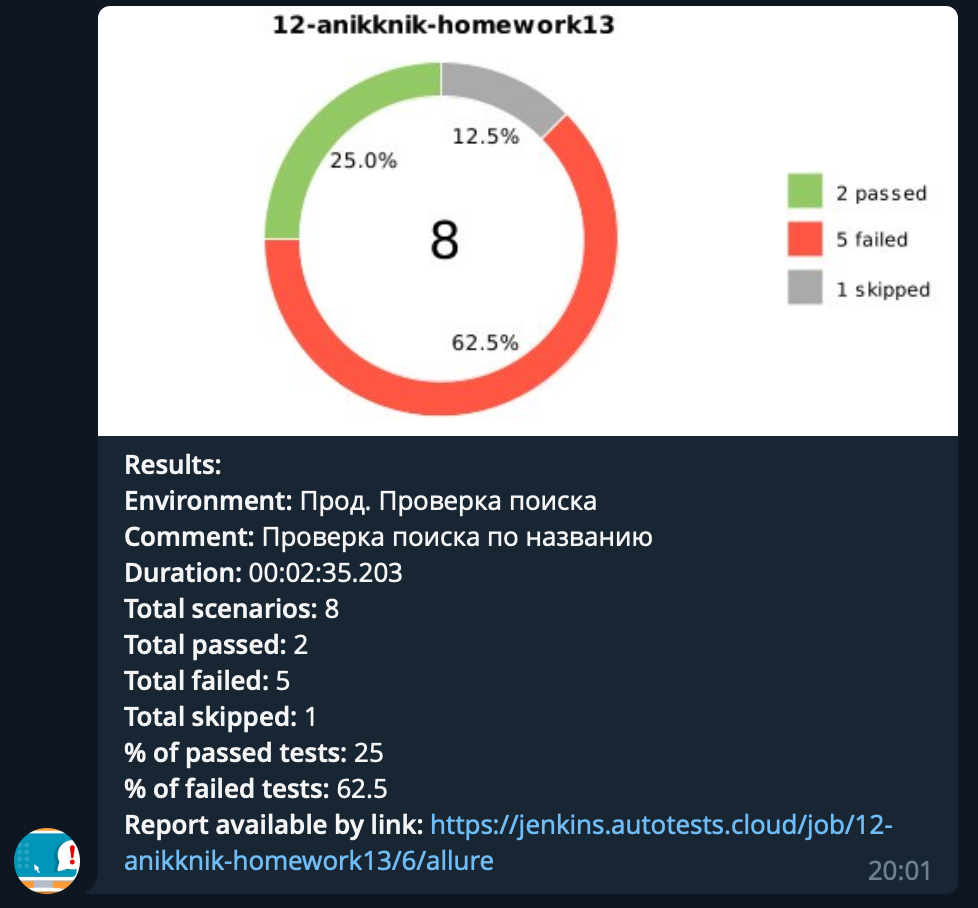 12-anikknik-homework13
12.5%
25.0%
8
62.5%
2 passed
5 failed
1 skipped
Results:
Environment: Прод. Проверка поиска
Comment: Проверка поиска по названию
Duration: 00:02:35.203
Total scenarios: 8
Total passed: 2
Total failed: 5
Total skipped: 1
% of passed tests: 25
% of failed tests: 62.5
Report available by link: https://jenkins.autotests.cloud/job/12-
anikknik-homework13/6/allure
20:01